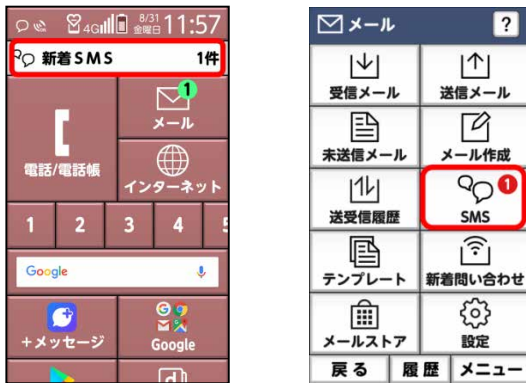 4G 8/31 金曜日 11:57
新着SMS 1件
電話/電話帳
1
メール
インターネット
1 2 3 4
Google
+メッセージ
Google
メール ?
受信メール 送信メール
未送信メール メール作成
1
送受信履歴 SMS
テンプレート 新着問い合わせ
メールストア 設定
戻る 履歴 メニュー